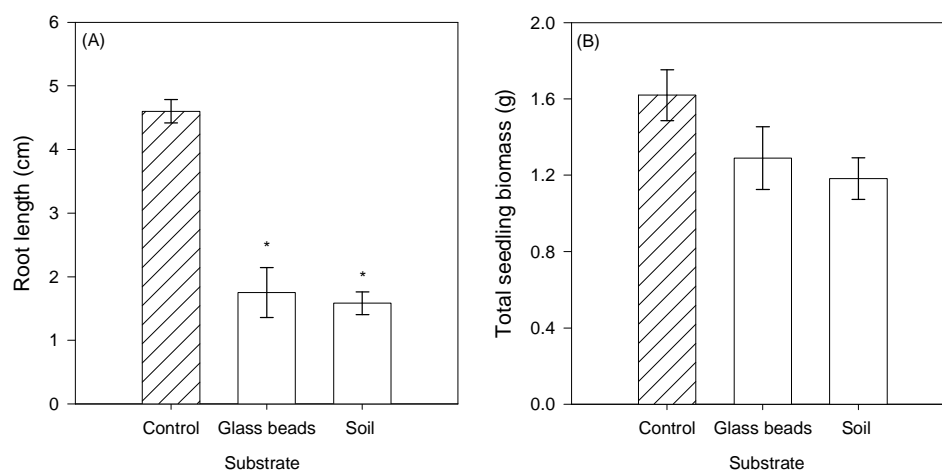 (A)
Root length (cm)
6
5
4
3
2
1
0
*
*
Control Glass beads Soil
Substrate
(B)
Total seedling biomass (g)
2.0
1.6
1.2
0.8
0.4
0.0
Control Glass beads Soil
Substrate